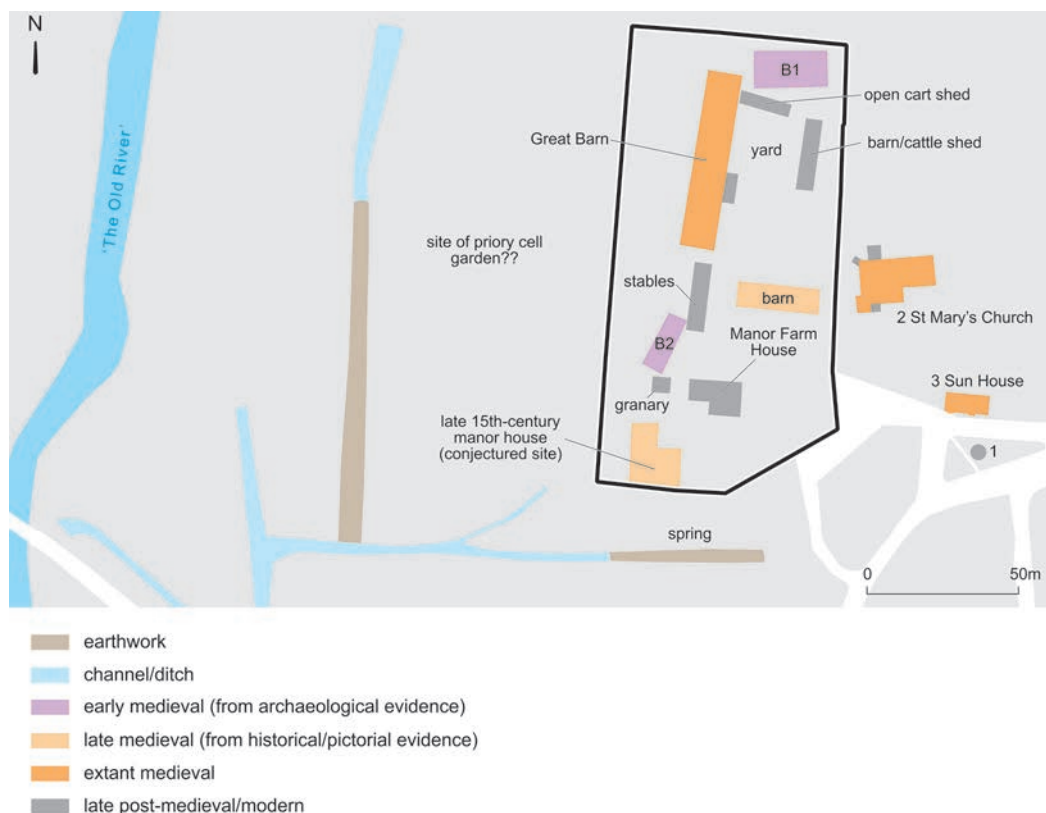 N
B1
open cart shed
Great Barn
yard
barn/cattle shed
'The Old River'
site of priory cell
garden??
stables
barn
2 St Mary's Church
B2
Manor Farm
House
3 Sun House
granary
late 15th-century
manor house
(conjectured site)
1
spring
0
50m
earthwork
channel/ditch
early medieval (from archaeological evidence)
late medieval (from historical/pictorial evidence)
extant medieval
late post-medieval/modern